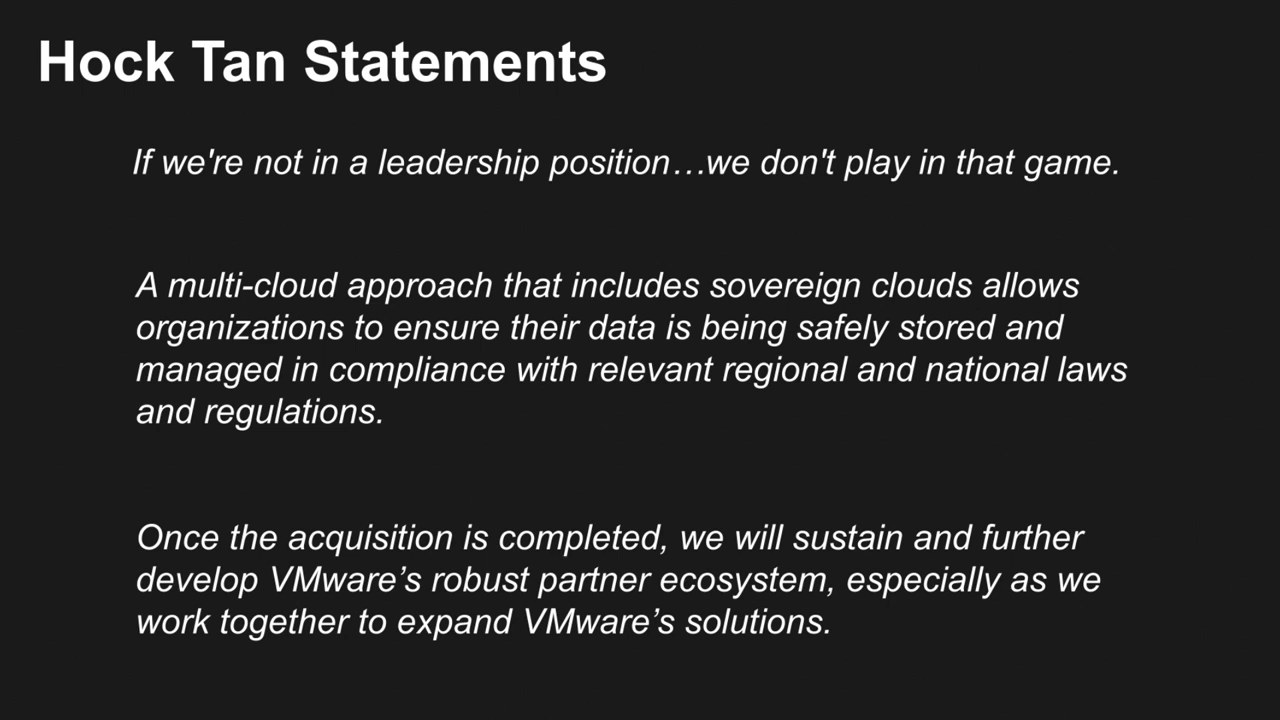 Hock Tan Statements
If we're not in a leadership position…we don't play in that game.
A multi-cloud approach that includes sovereign clouds allows
organizations to ensure their data is being safely stored and
managed in compliance with relevant regional and national laws
and regulations.
Once the acquisition is completed, we will sustain and further
develop VMware’s robust partner ecosystem, especially as we
work together to expand VMware’s solutions.